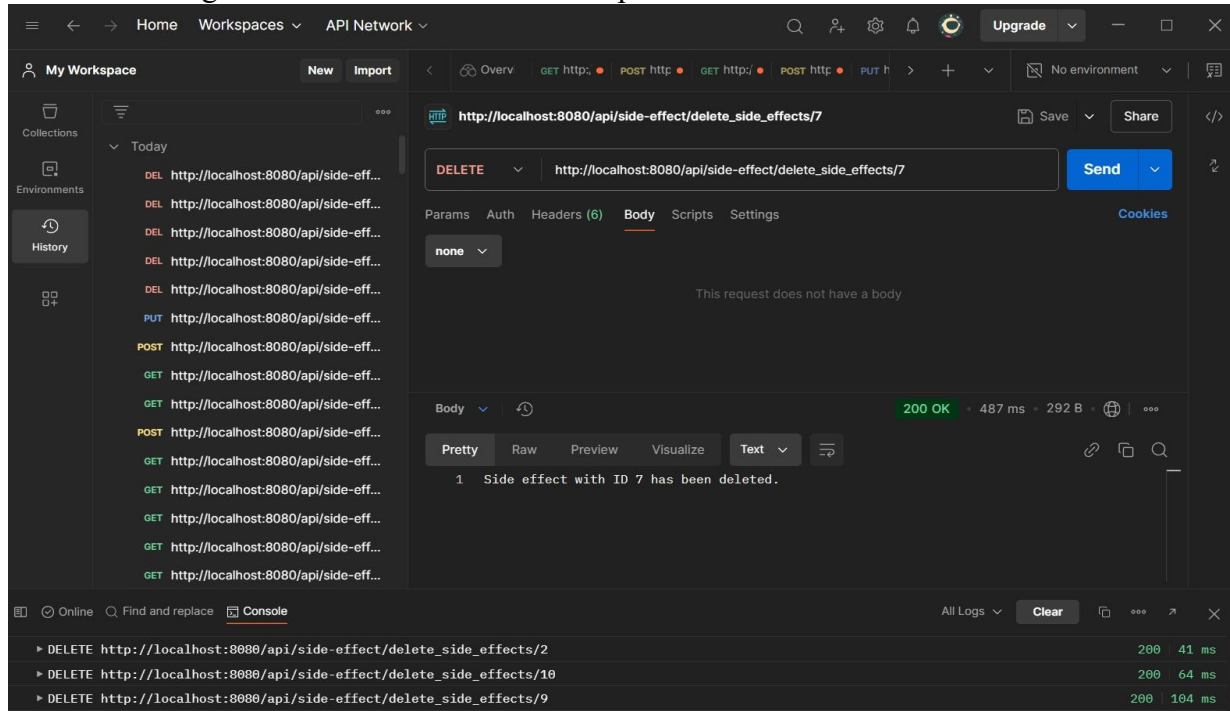 Home Workspaces API Network Upgrade
My Workspace New Import Overv GET http:, POST http GET http:/ POST http PUT h No environment
Collections
Environments
History
Today
DEL http://localhost:8080/api/side-eff...
DEL http://localhost:8080/api/side-eff...
DEL http://localhost:8080/api/side-eff...
DEL http://localhost:8080/api/side-eff...
DEL http://localhost:8080/api/side-eff...
PUT http://localhost:8080/api/side-eff...
POST http://localhost:8080/api/side-eff...
GET http://localhost:8080/api/side-eff...
GET http://localhost:8080/api/side-eff...
POST http://localhost:8080/api/side-eff...
GET http://localhost:8080/api/side-eff...
GET http://localhost:8080/api/side-eff...
GET http://localhost:8080/api/side-eff...
GET http://localhost:8080/api/side-eff...
GET http://localhost:8080/api/side-eff...
HTTP http://localhost:8080/api/side-effect/delete_side_effects/7 Save Share
DELETE http://localhost:8080/api/side-effect/delete_side_effects/7 Send
Params Auth Headers (6) Body Scripts Settings Cookies
none
This request does not have a body
Body 200 OK 487 ms 292 B
Pretty Raw Preview Visualize Text
1 Side effect with ID 7 has been deleted.
Online Find and replace Console All Logs Clear
DELETE http://localhost:8080/api/side-effect/delete_side_effects/2 200 41 ms
DELETE http://localhost:8080/api/side-effect/delete_side_effects/10 200 64 ms
DELETE http://localhost:8080/api/side-effect/delete_side_effects/9 200 104 ms